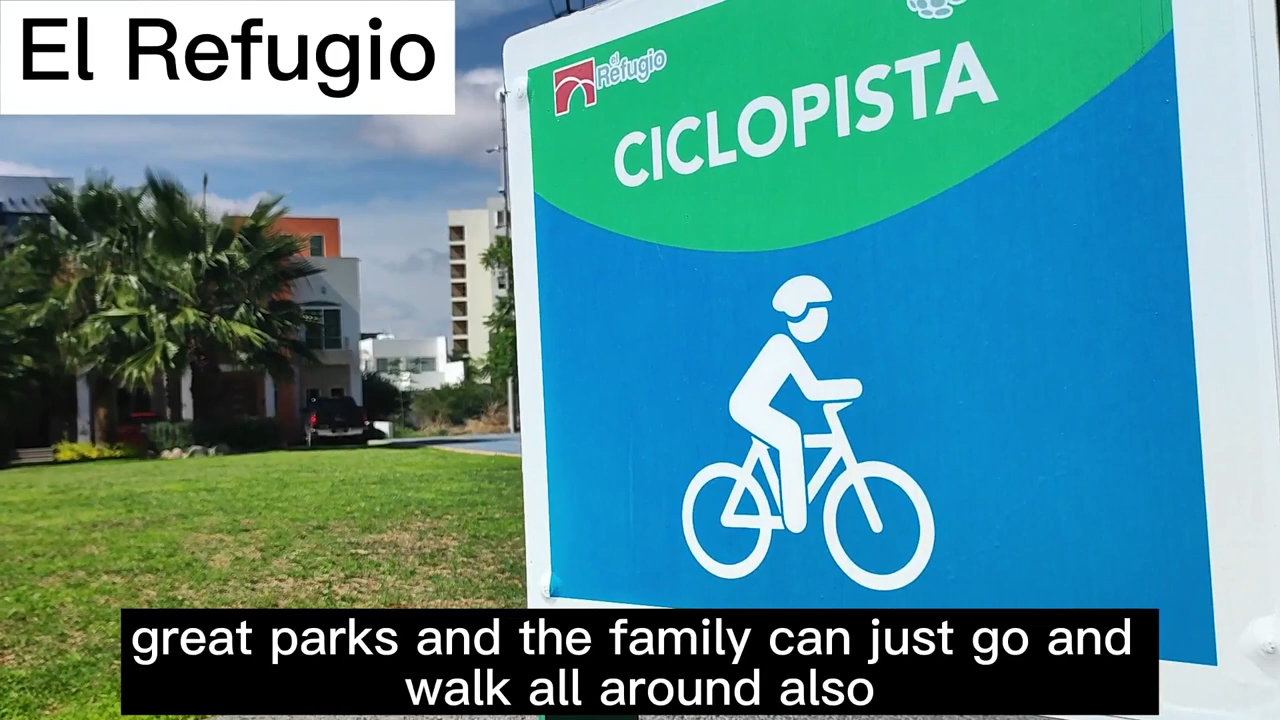 El Refugio
el
Refugio
CICLOPISTA
great parks and the family can just go and
walk all around also